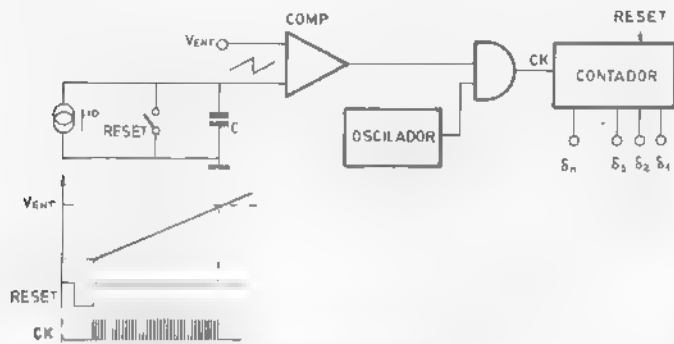 COMP
RESET
VENT
CK
CONTADOR
RESET
C
OSCILADOR
δn
δ3
δ2
δ1
VENT
RESET
CK